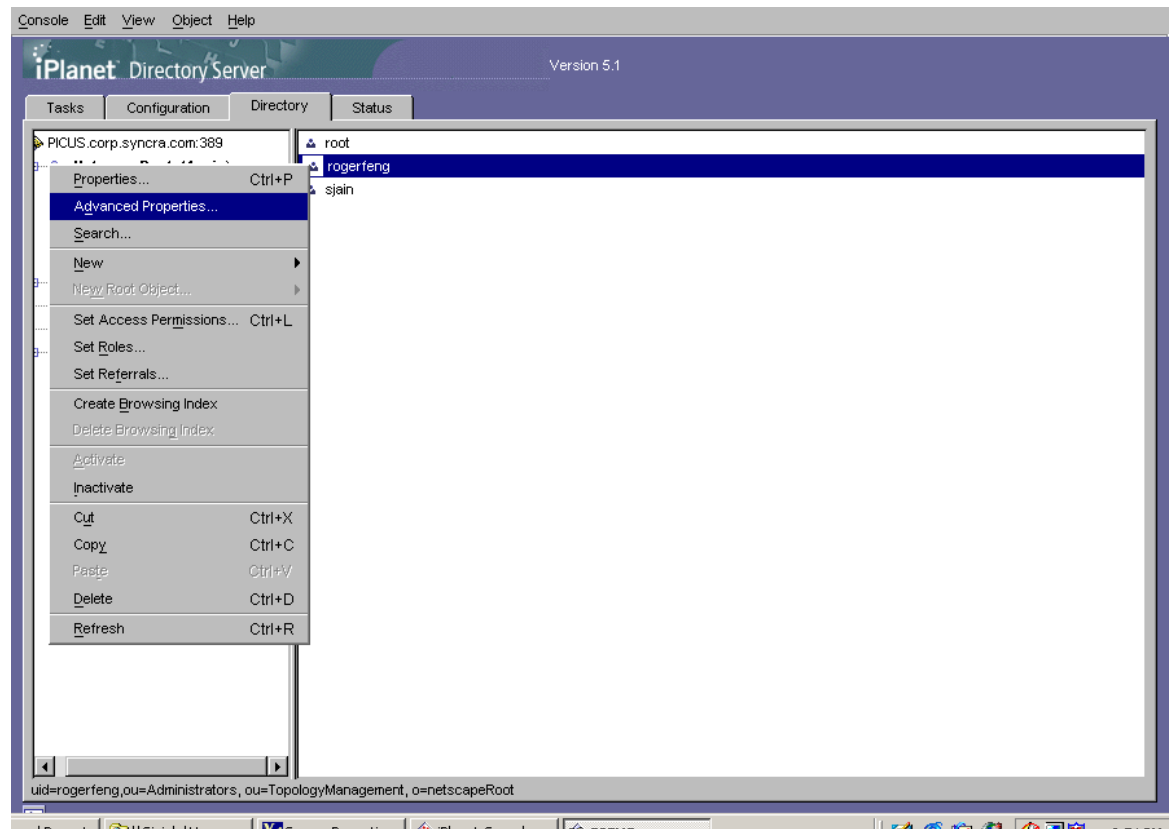 Console Edit View Object Help
iPlanet Directory Server
Version 5.1
Tasks Configuration Directory Status
PICUS.corp.syncra.com:389
root
rogerfeng
sjain
Properties... Ctrl+P
Advanced Properties...
Search...
New
New Root Object...
Set Access Permissions... Ctrl+L
Set Roles...
Set Referrals...
Create Browsing Index
Delete Browsing Index
Activate
Inactivate
Cut Ctrl+X
Copy Ctrl+C
Paste Ctrl+V
Delete Ctrl+D
Refresh Ctrl+R
uid=rogerfeng,ou=Administrators, ou=TopologyManagement, o=netscapeRoot